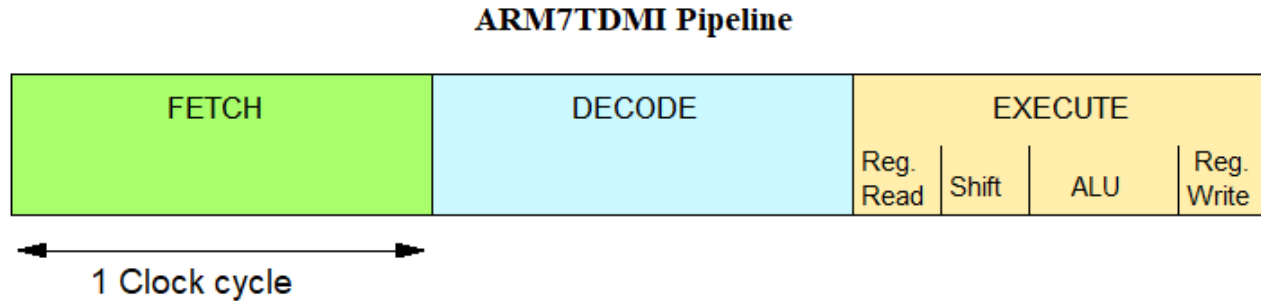 ARM7TDMI Pipeline
FETCH
DECODE
EXECUTE
Reg.
Read
Shift
ALU
Reg.
Write
1 Clock cycle